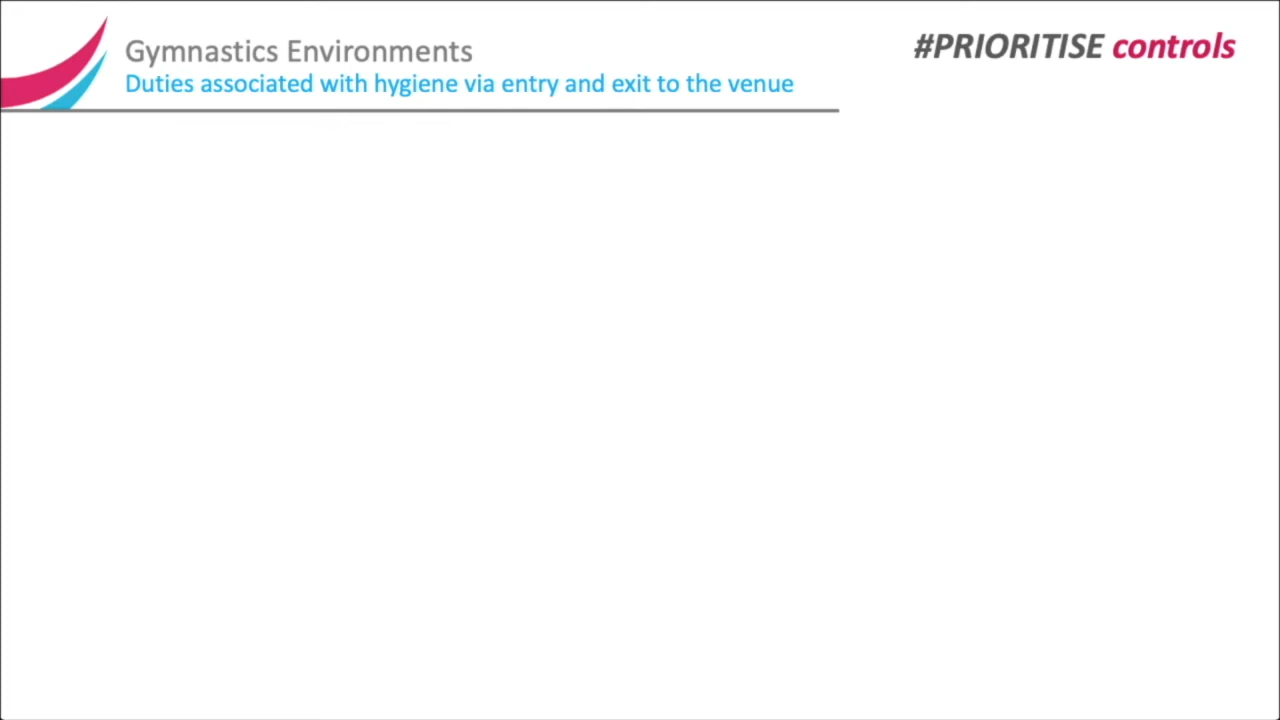 Gymnastics Environments
#PRIORITISE controls
Duties associated with hygiene via entry and exit to the venue